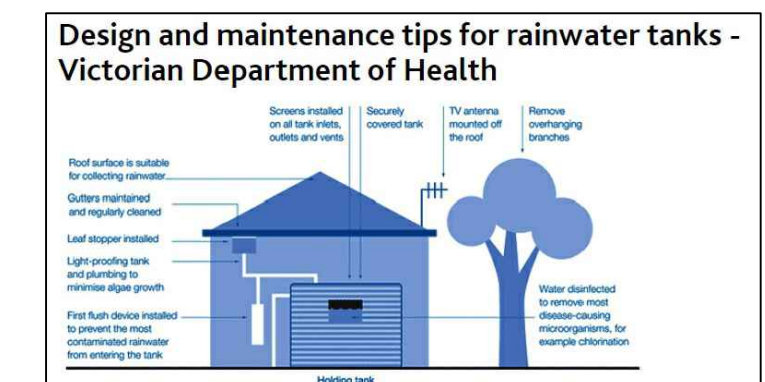 Design and maintenance tips for rainwater tanks -
Victorian Department of Health
Screens installed
on all tank inlets,
outlets and vents
Securely
covered tank
TV antenna
mounted off
the roof
Remove
overhanging
branches
Roof surface is suitable
for collecting rainwater
Gutters maintained
and regularly cleaned
Leaf stopper installed
Light-proofing tank
and plumbing to
minimise algae growth
First flush device installed
to prevent the most
contaminated rainwater
from entering the tank
Water disinfected
to remove most
disease-causing
microorganisms, for
example chlorination
Holding tank